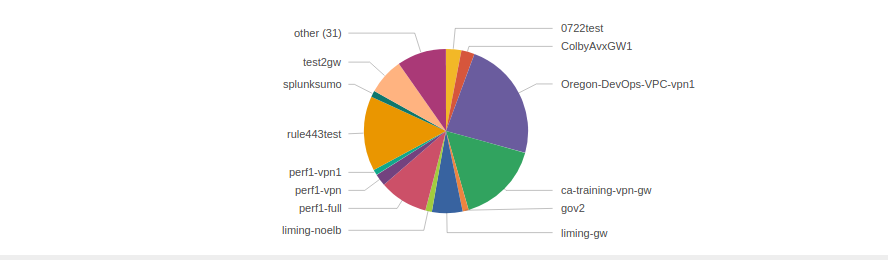 other (31)
0722test
ColbyAvxGW1
test2gw
splunksumo
Oregon-DevOps-VPC-vpn1
rule443test
perf1-vpn1
perf1-vpn
ca-training-vpn-gw
perf1-full
gov2
liming-noelb
liming-gw